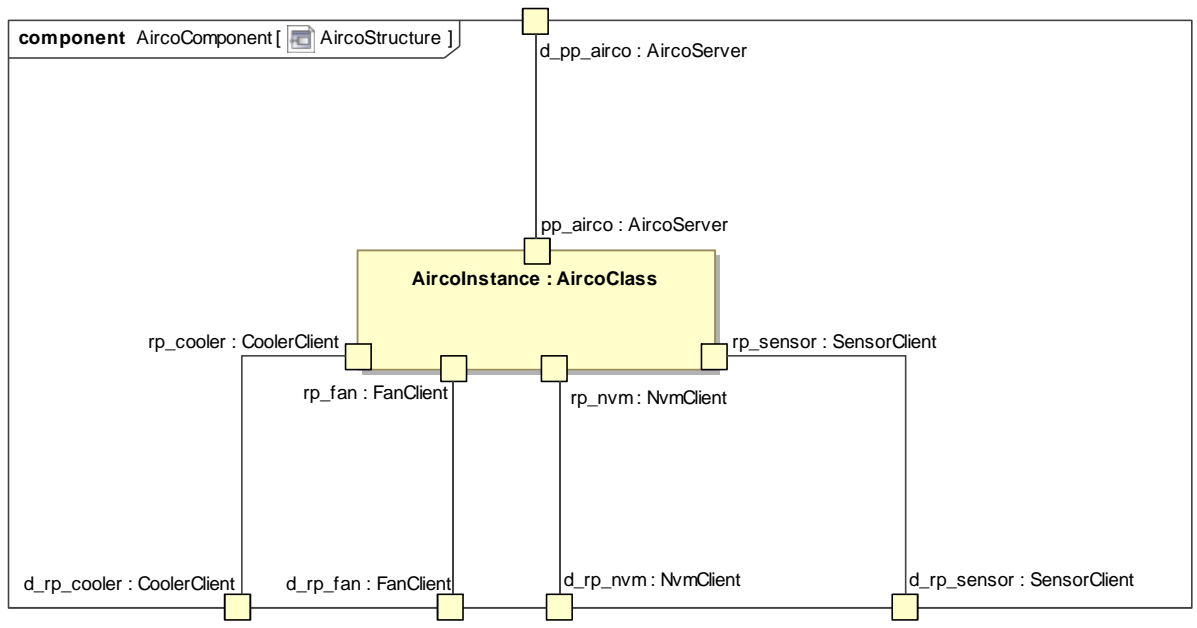 component AircoComponent [ AircoStructure ]
d_pp_airco : AircoServer
pp_airco : AircoServer
AircoInstance : AircoClass
rp_cooler : CoolerClient
rp_sensor : SensorClient
rp_fan : FanClient
rp_nvm : NvmClient
d_rp_cooler : CoolerClient
d_rp_fan : FanClient
d_rp_nvm : NvmClient
d_rp_sensor : SensorClient